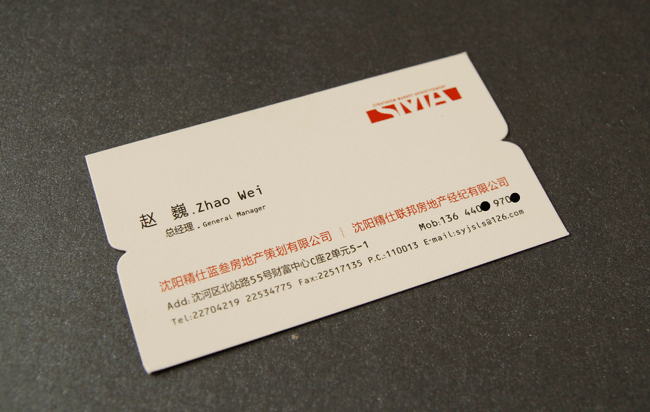 SMA
赵 巍.Zhao Wei
总经理.General Manager
沈阳精仕蓝叁房地产策划有限公司 | 沈阳精仕联邦房地产经纪有限公司
Add:沈河区北站路55号财富中心C座2单元5-1 Mob:136 440 970
Tel:22704219 22534775 Fax:22517135 P.C:110013 E-mail:syjsls@126.com